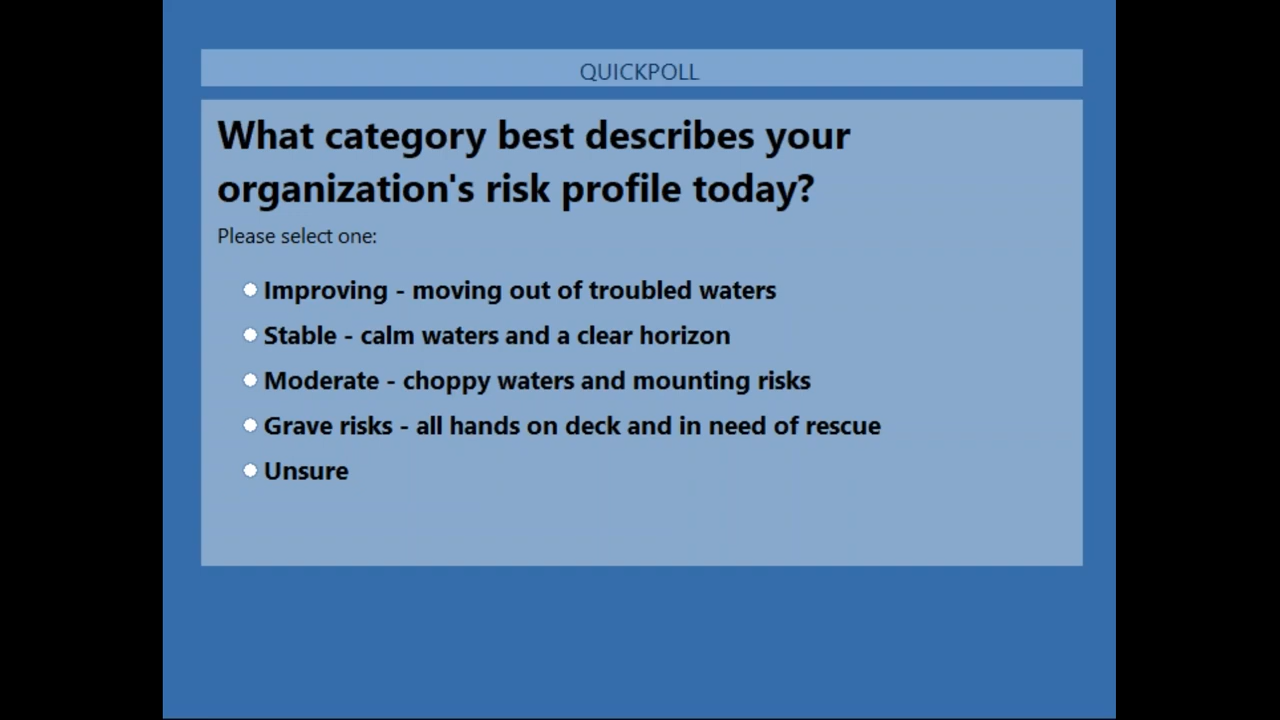 QUICKPOLL
What category best describes your
organization's risk profile today?
Please select one:
Improving - moving out of troubled waters
Stable - calm waters and a clear horizon
Moderate - choppy waters and mounting risks
Grave risks - all hands on deck and in need of rescue
Unsure